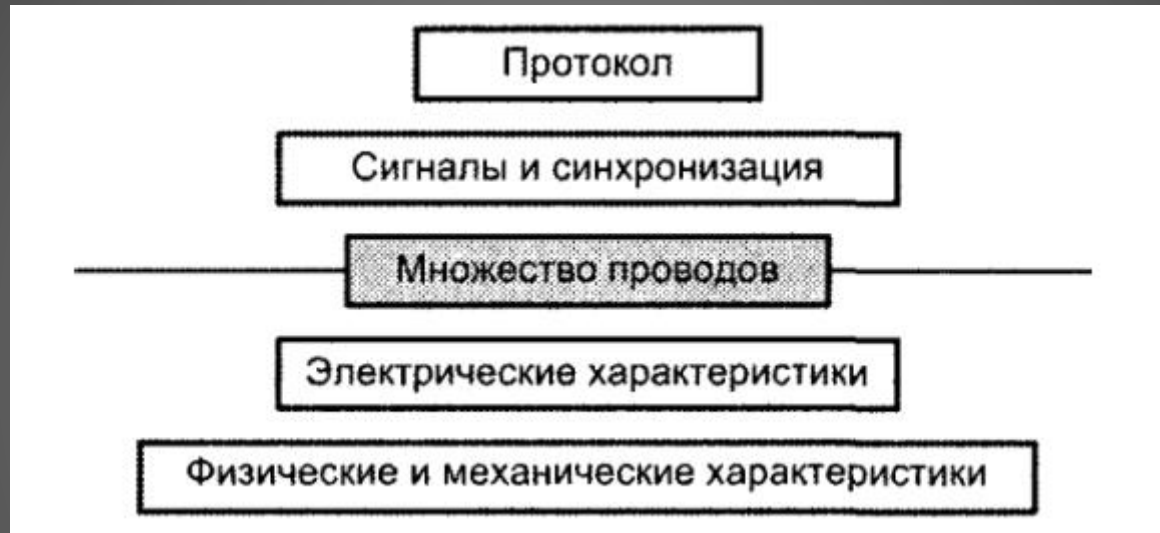 Протокол
Сигналы и синхронизация
Множество проводов
Электрические характеристики
Физические и механические характеристики